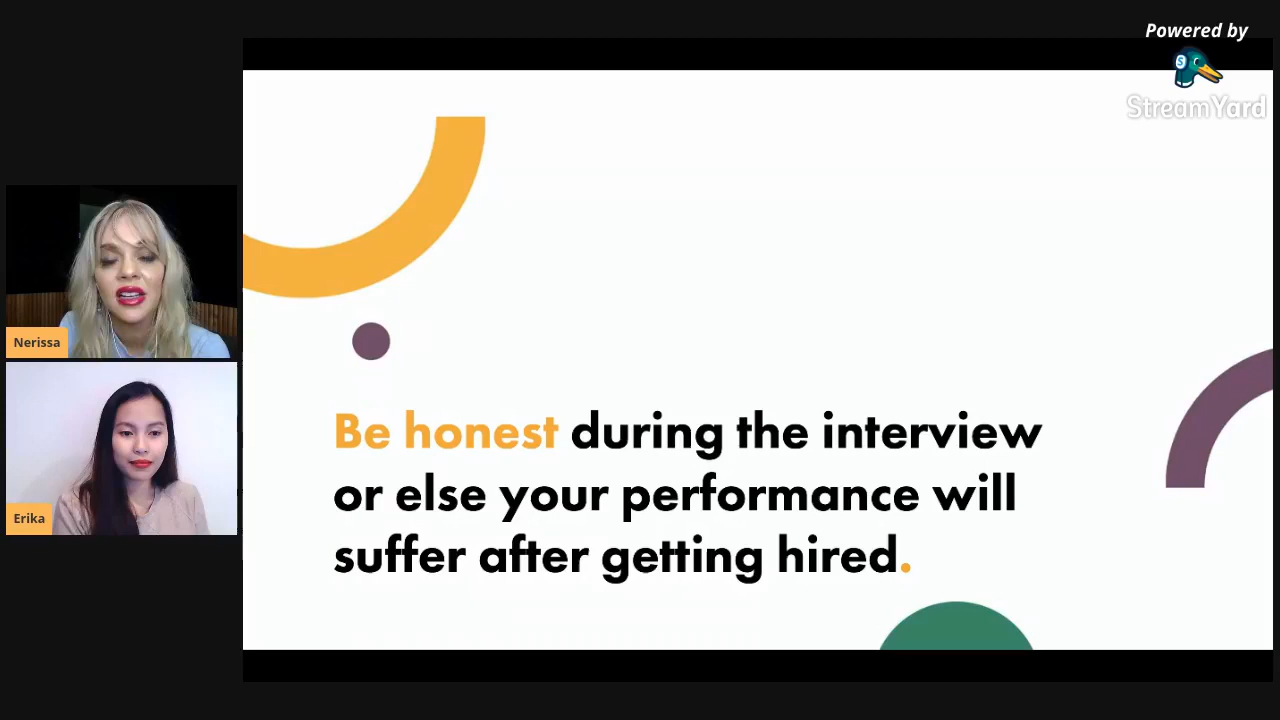 Powered by
StreamYard
Nerissa
Erika
Be honest during the interview
or else your performance will
suffer after getting hired.